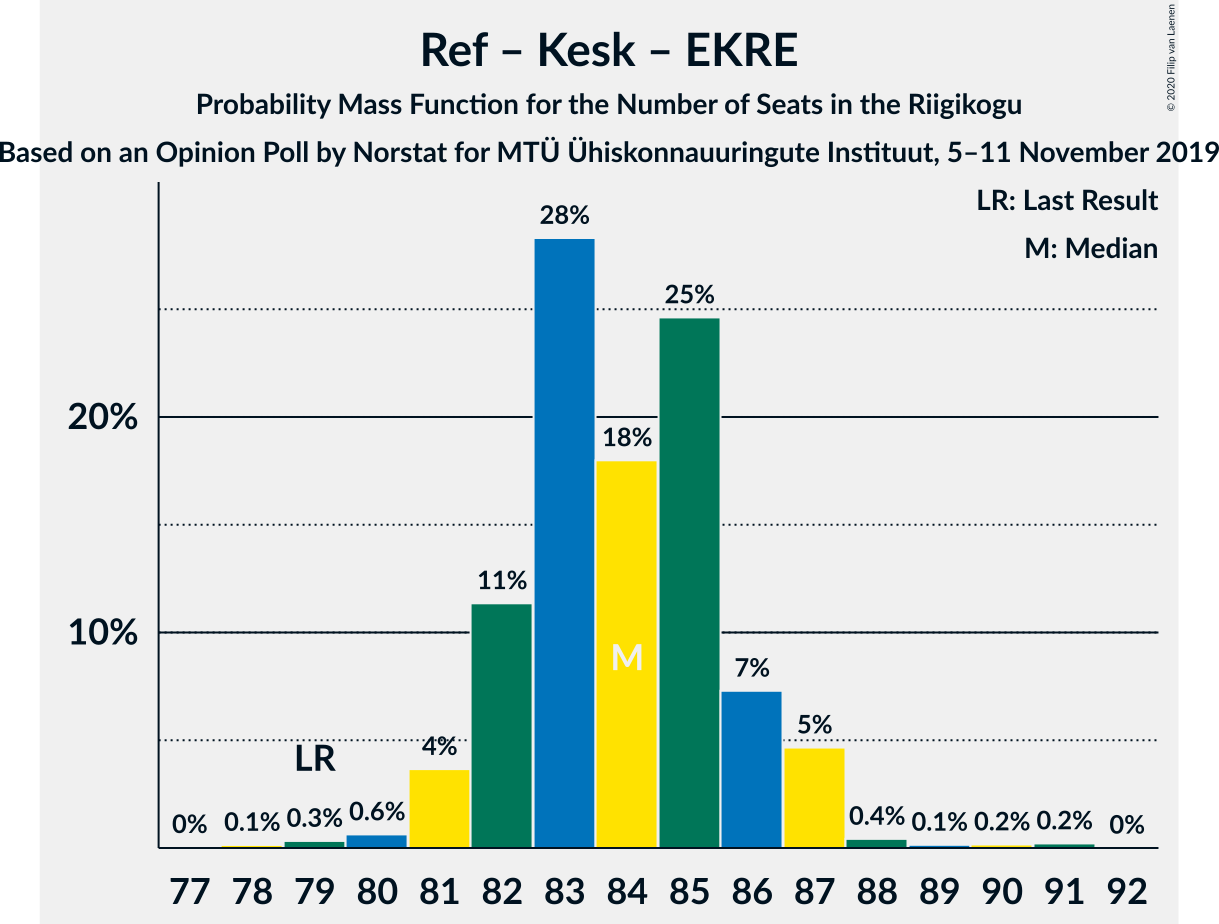 Ref – Kesk – EKRE
Probability Mass Function for the Number of Seats in the Riigikogu
Based on an Opinion Poll by Norstat for MTÜ Ühiskonnauuringute Instituut, 5–11 November 2019
© 2020 Filip van Laenen
LR: Last Result
M: Median
28%
25%
20%
18%
11%
10%
M
7%
5%
4%
LR
0% 0.1% 0.3% 0.6% 0.4% 0.1% 0.2% 0.2% 0%
77 78 79 80 81 82 83 84 85 86 87 88 89 90 91 92